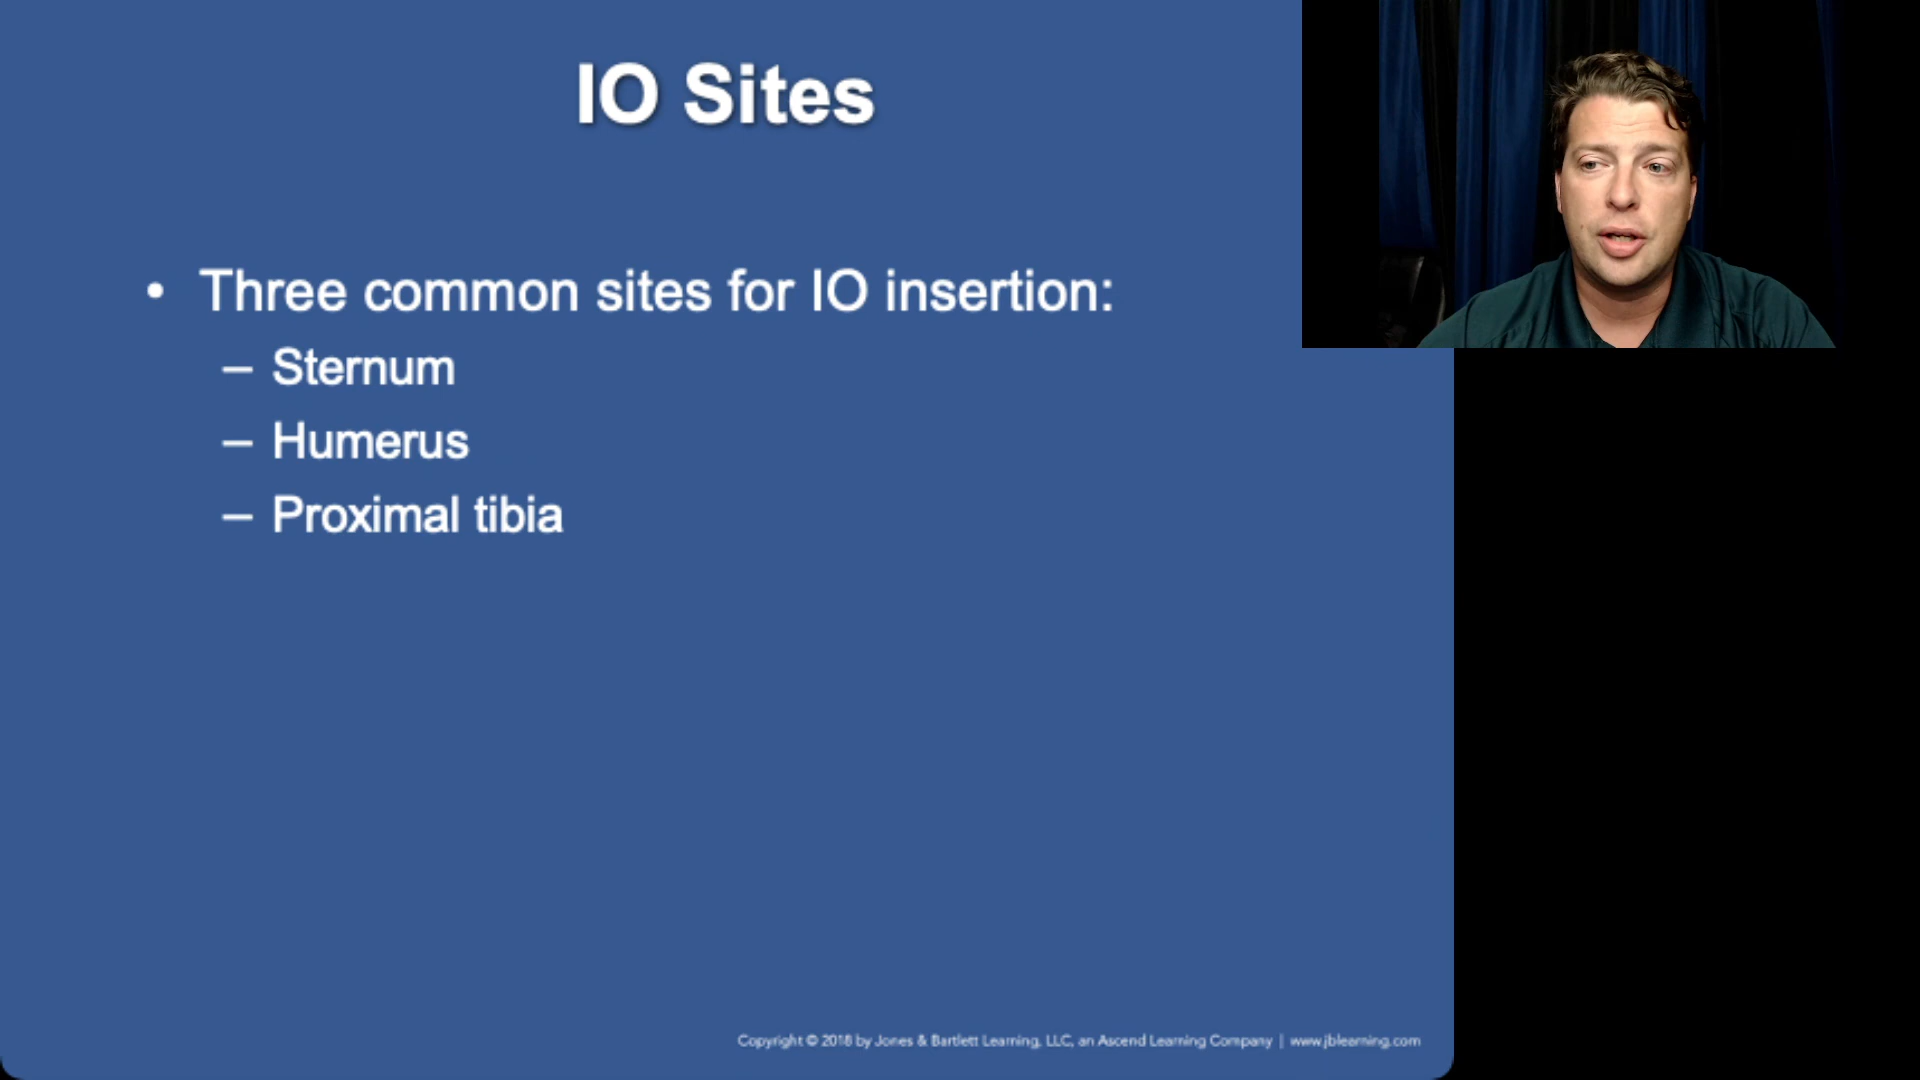 IO Sites
• Three common sites for IO insertion:
– Sternum
– Humerus
– Proximal tibia
Copyright © 2018 by Jones & Bartlett Learning, LLC, an Ascend Learning Company | www.jblearning.com